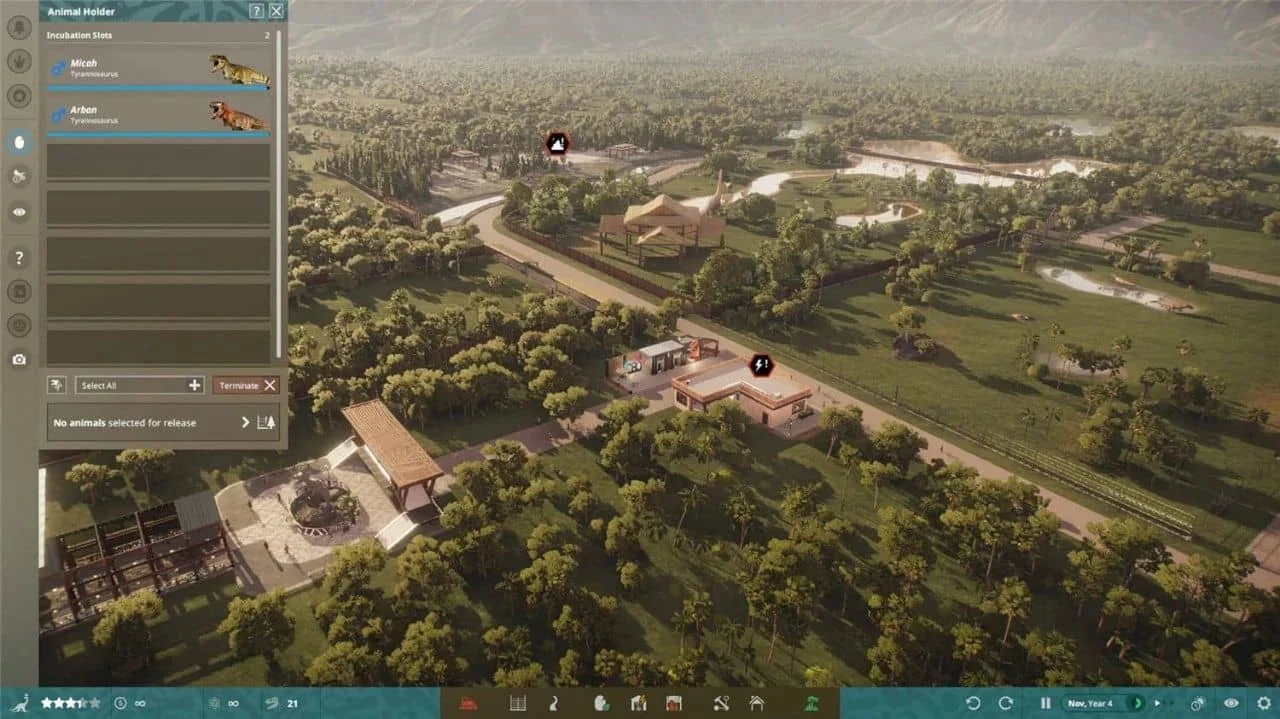 Animal Holder
?
Incubation Slots 2
Micah
Tyrannosaurus
Arban
Tyrannosaurus
?
Select All
Terminate
No animals selected for release
∞
∞
21
Nov, Year 4